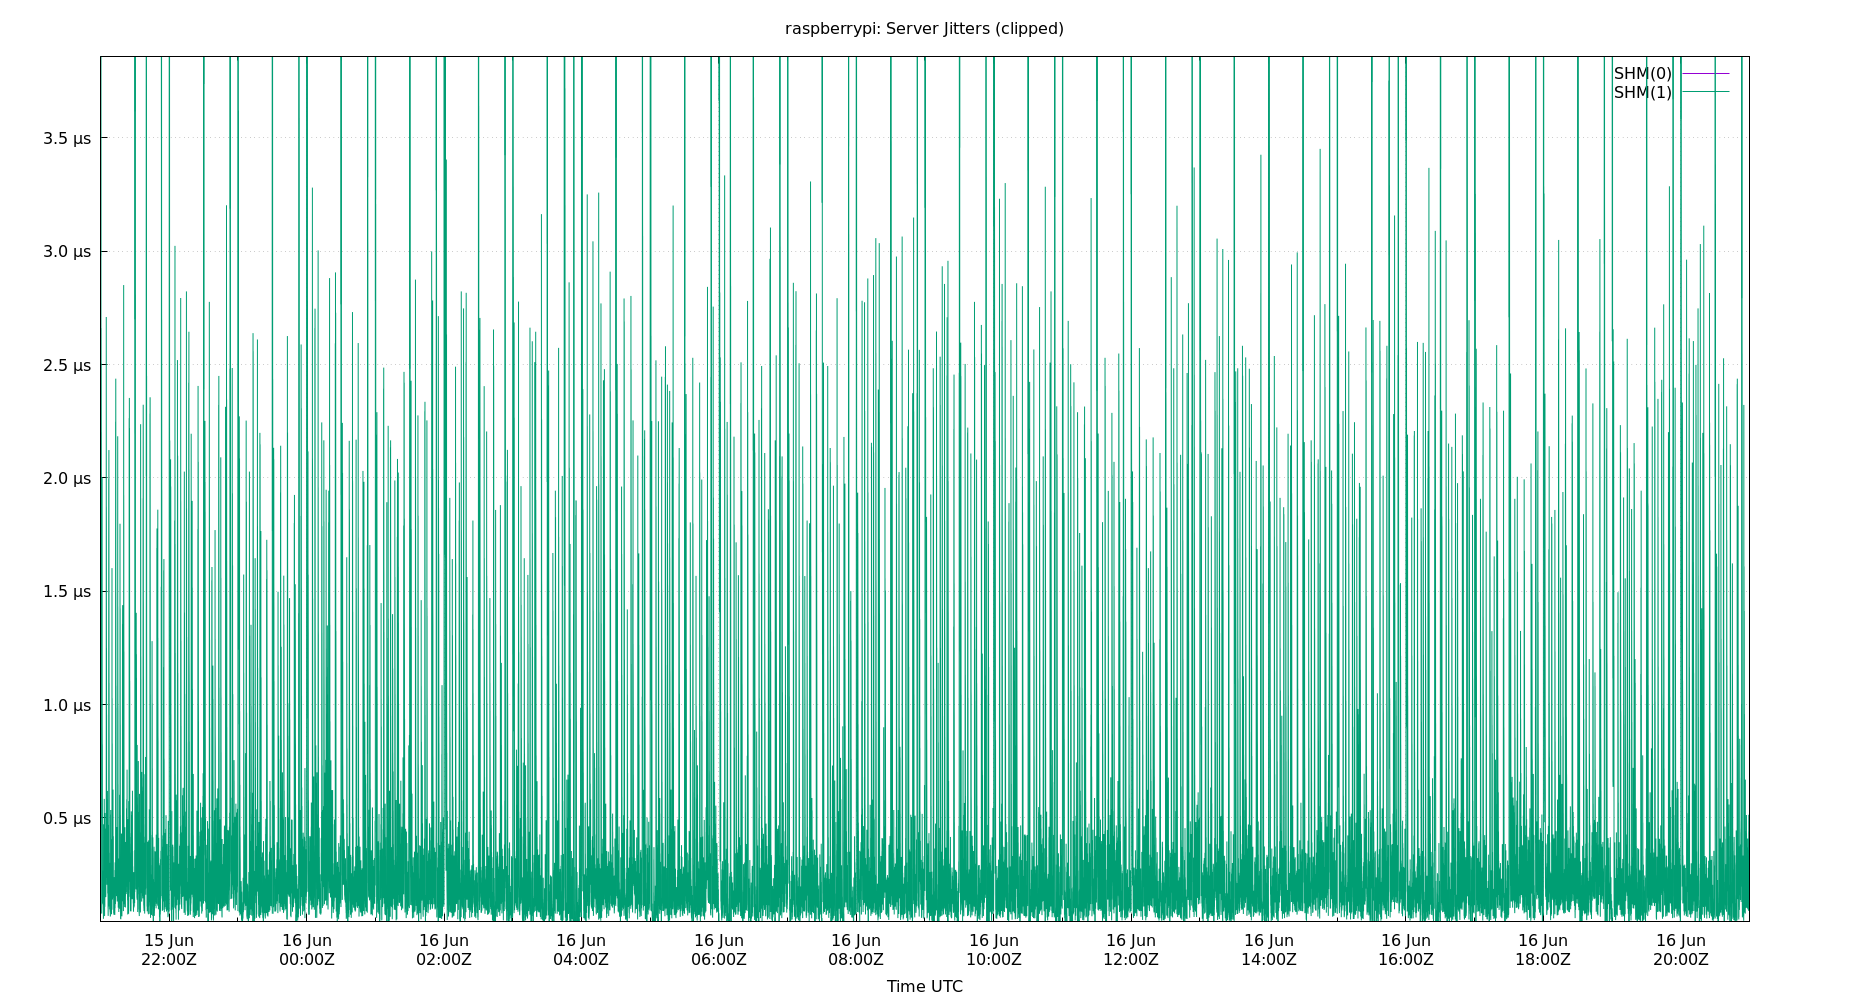 raspberrypi: Server Jitters (clipped)
SHM(0)
SHM(1)
3.5 µs
3.0 µs
2.5 µs
2.0 µs
1.5 µs
1.0 µs
0.5 µs
15 Jun 16 Jun 16 Jun 16 Jun 16 Jun 16 Jun 16 Jun 16 Jun 16 Jun 16 Jun 16 Jun 16 Jun
22:00Z 00:00Z 02:00Z 04:00Z 06:00Z 08:00Z 10:00Z 12:00Z 14:00Z 16:00Z 18:00Z 20:00Z
Time UTC